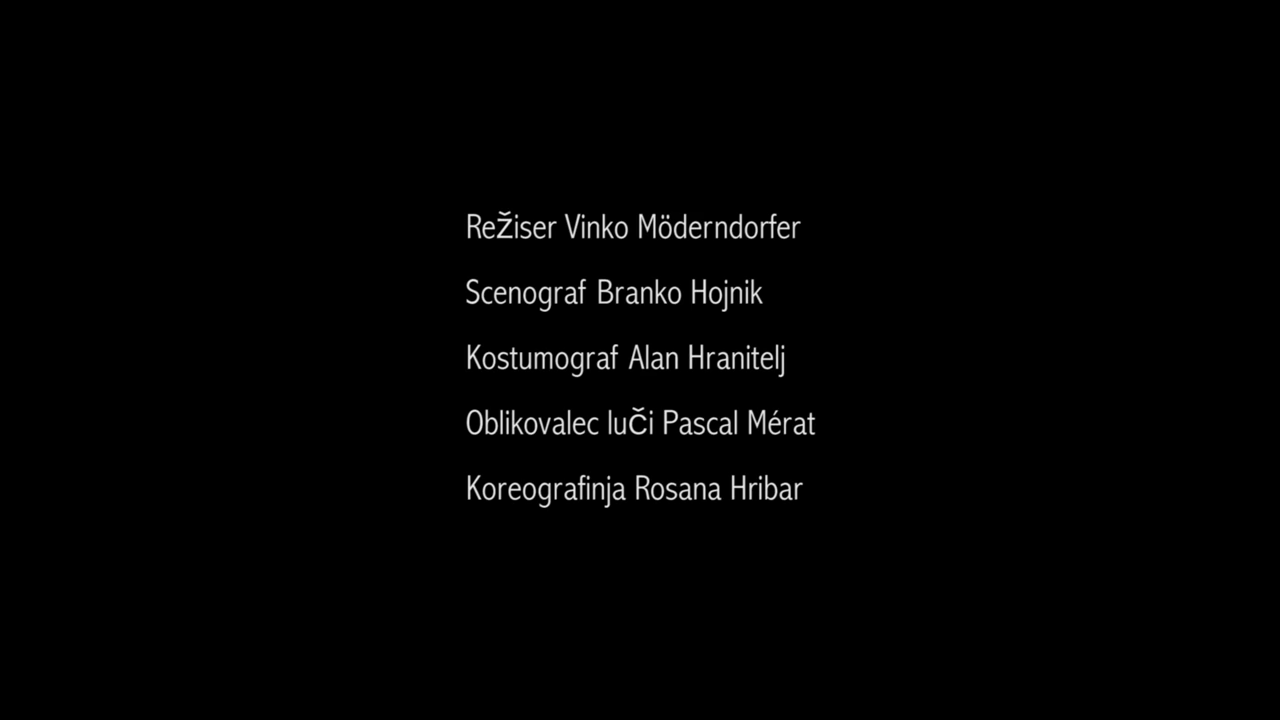 Režiser Vinko Möderndorfer
Scenograf Branko Hojnik
Kostumograf Alan Hranitelj
Oblikovalec luči Pascal Mérat
Koreografinja Rosana Hribar